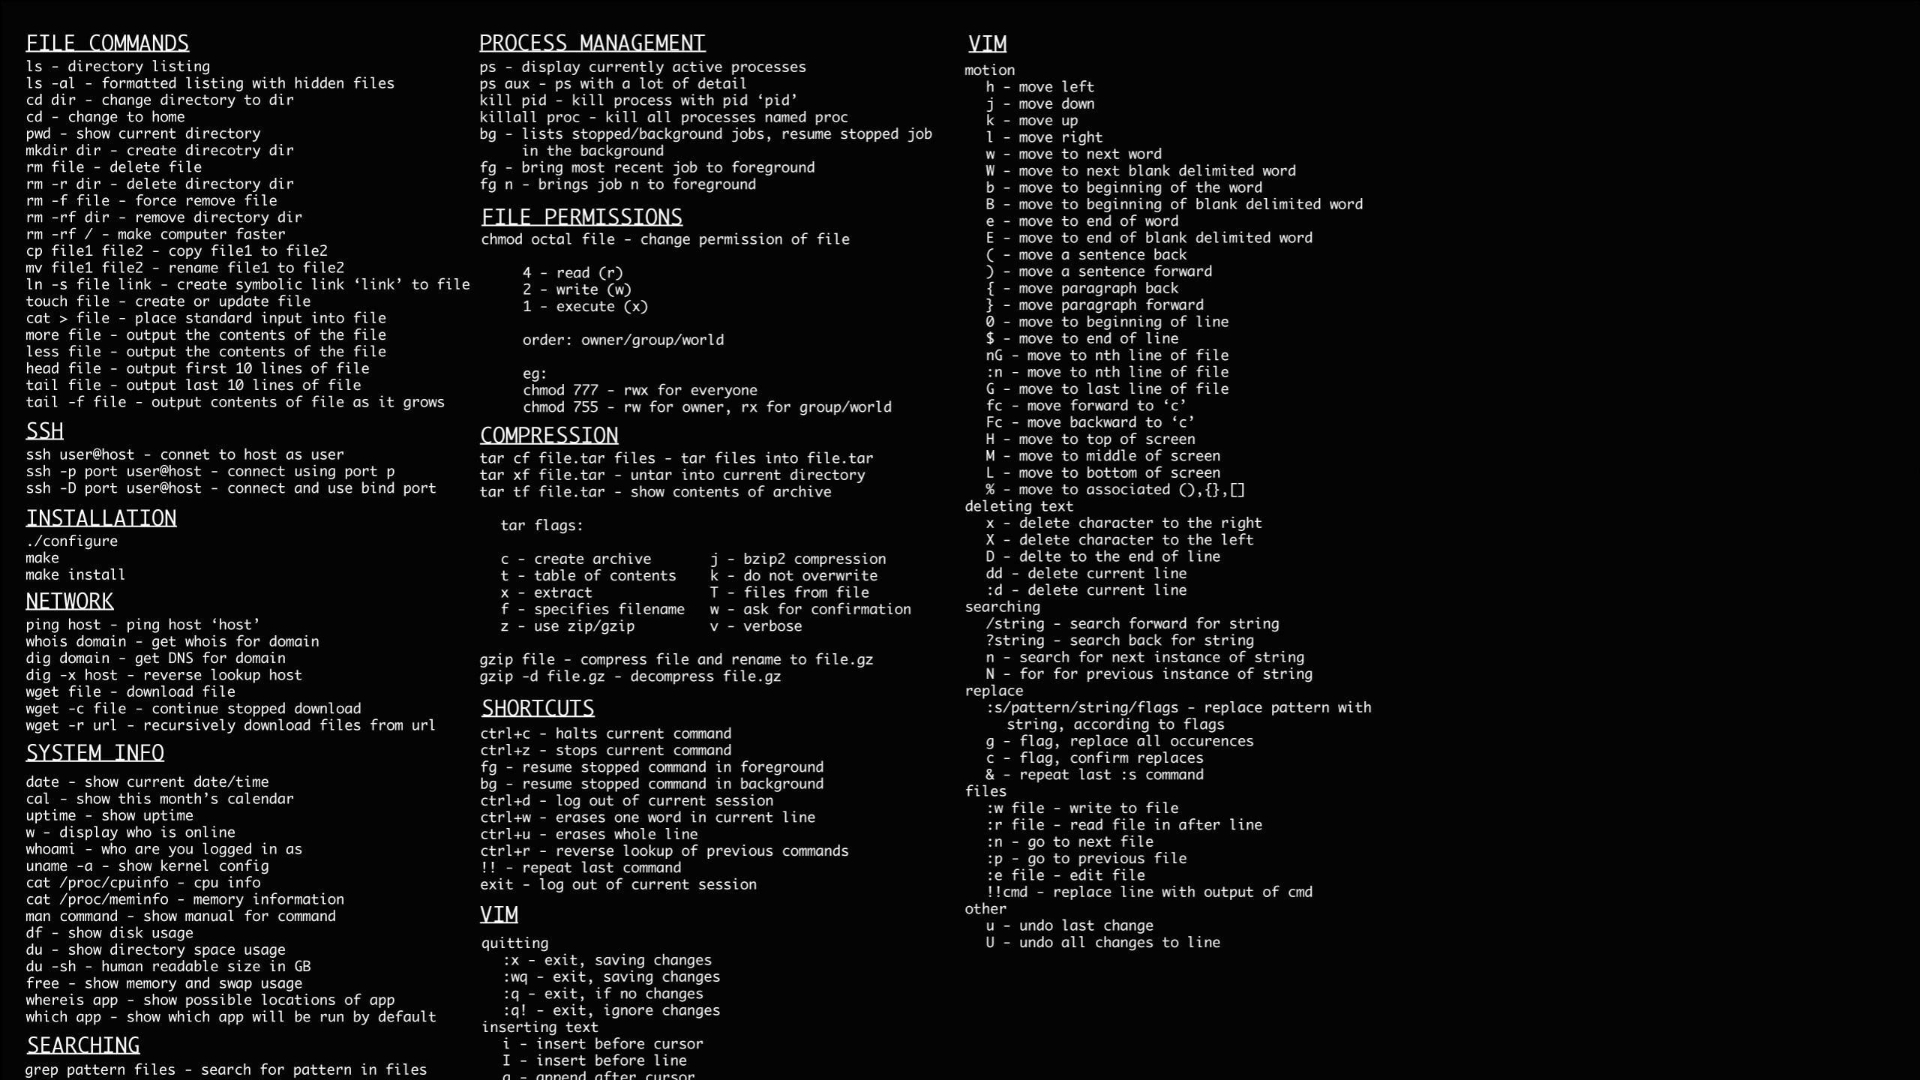 FILE COMMANDS
ls - directory listing
ls -al - formatted listing with hidden files
cd dir - change directory to dir
cd - change to home
pwd - show current directory
mkdir dir - create direcotry dir
rm file - delete file
rm -r dir - delete directory dir
rm -f file - force remove file
rm -rf dir - remove directory dir
rm -rf / - make computer faster
cp file1 file2 - copy file1 to file2
mv file1 file2 - rename file1 to file2
ln -s file link - create symbolic link ‘link’ to file
touch file - create or update file
cat > file - place standard input into file
more file - output the contents of the file
less file - output the contents of the file
head file - output first 10 lines of file
tail file - output last 10 lines of file
tail -f file - output contents of file as it grows
SSH
ssh user@host - connet to host as user
ssh -p port user@host - connect using port p
ssh -D port user@host - connect and use bind port
INSTALLATION
./configure
make
make install
NETWORK
ping host - ping host ‘host’
whois domain - get whois for domain
dig domain - get DNS for domain
dig -x host - reverse lookup host
wget file - download file
wget -c file - continue stopped download
wget -r url - recursively download files from url
SYSTEM INFO
date - show current date/time
cal - show this month’s calendar
uptime - show uptime
w - display who is online
whoami - who are you logged in as
uname -a - show kernel config
cat /proc/cpuinfo - cpu info
cat /proc/meminfo - memory information
man command - show manual for command
df - show disk usage
du - show directory space usage
du -sh - human readable size in GB
free - show memory and swap usage
whereis app - show possible locations of app
which app - show which app will be run by default
SEARCHING
grep pattern files - search for pattern in files
PROCESS MANAGEMENT
ps - display currently active processes
ps aux - ps with a lot of detail
kill pid - kill process with pid ‘pid’
killall proc - kill all processes named proc
bg - lists stopped/background jobs, resume stopped job
in the background
fg - bring most recent job to foreground
fg n - brings job n to foreground
FILE PERMISSIONS
chmod octal file - change permission of file
4 - read (r)
2 - write (w)
1 - execute (x)
order: owner/group/world
eg:
chmod 777 - rwx for everyone
chmod 755 - rw for owner, rx for group/world
COMPRESSION
tar cf file.tar files - tar files into file.tar
tar xf file.tar - untar into current directory
tar tf file.tar - show contents of archive
tar flags:
c - create archive j - bzip2 compression
t - table of contents k - do not overwrite
x - extract T - files from file
f - specifies filename w - ask for confirmation
z - use zip/gzip v - verbose
gzip file - compress file and rename to file.gz
gzip -d file.gz - decompress file.gz
SHORTCUTS
ctrl+c - halts current command
ctrl+z - stops current command
fg - resume stopped command in foreground
bg - resume stopped command in background
ctrl+d - log out of current session
ctrl+w - erases one word in current line
ctrl+u - erases whole line
ctrl+r - reverse lookup of previous commands
!! - repeat last command
exit - log out of current session
VIM
quitting
:x - exit, saving changes
:wq - exit, saving changes
:q - exit, if no changes
:q! - exit, ignore changes
inserting text
i - insert before cursor
I - insert before line
a - append after cursor
VIM
motion
h - move left
j - move down
k - move up
l - move right
w - move to next word
W - move to next blank delimited word
b - move to beginning of the word
B - move to beginning of blank delimited word
e - move to end of word
E - move to end of blank delimited word
( - move a sentence back
) - move a sentence forward
{ - move paragraph back
} - move paragraph forward
0 - move to beginning of line
$ - move to end of line
nG - move to nth line of file
:n - move to nth line of file
G - move to last line of file
fc - move forward to ‘c’
Fc - move backward to ‘c’
H - move to top of screen
M - move to middle of screen
L - move to bottom of screen
% - move to associated (),{},[]
deleting text
x - delete character to the right
X - delete character to the left
D - delte to the end of line
dd - delete current line
:d - delete current line
searching
/string - search forward for string
?string - search back for string
n - search for next instance of string
N - for for previous instance of string
replace
:s/pattern/string/flags - replace pattern with
string, according to flags
g - flag, replace all occurences
c - flag, confirm replaces
& - repeat last :s command
files
:w file - write to file
:r file - read file in after line
:n - go to next file
:p - go to previous file
:e file - edit file
!!cmd - replace line with output of cmd
other
u - undo last change
U - undo all changes to line